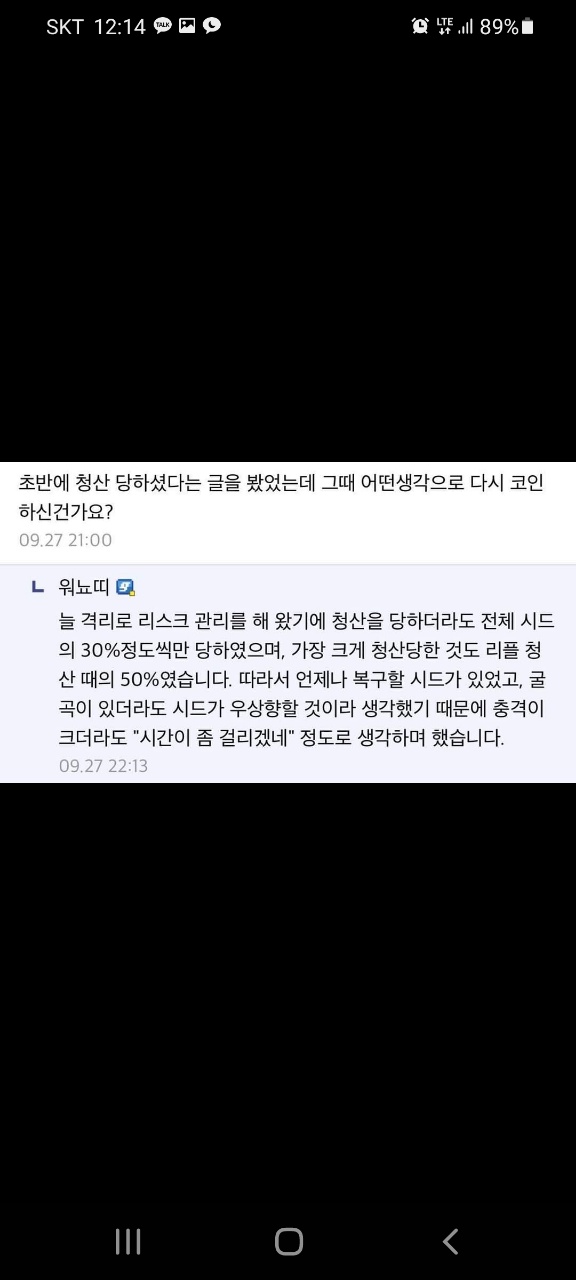 SKT 12:14 TALK LTE 89%
초반에 청산 당하셨다는 글을 봤었는데 그때 어떤생각으로 다시 코인
하신건가요?
09.27 21:00
ㄴ 워뇨띠
늘 격리로 리스크 관리를 해 왔기에 청산을 당하더라도 전체 시드
의 30%정도씩만 당하였으며, 가장 크게 청산당한 것도 리플 청
산 때의 50%였습니다. 따라서 언제나 복구할 시드가 있었고, 굴
곡이 있더라도 시드가 우상향할 것이라 생각했기 때문에 충격이
크더라도 "시간이 좀 걸리겠네" 정도로 생각하며 했습니다.
09.27 22:13